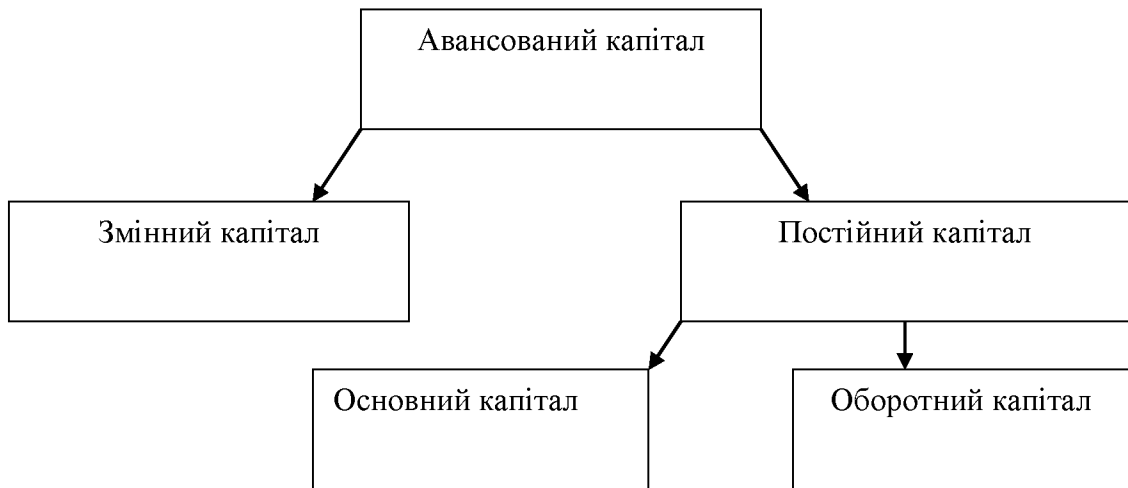 Авансований капітал
Змінний капітал
Постійний капітал
Основний капітал
Оборотний капітал